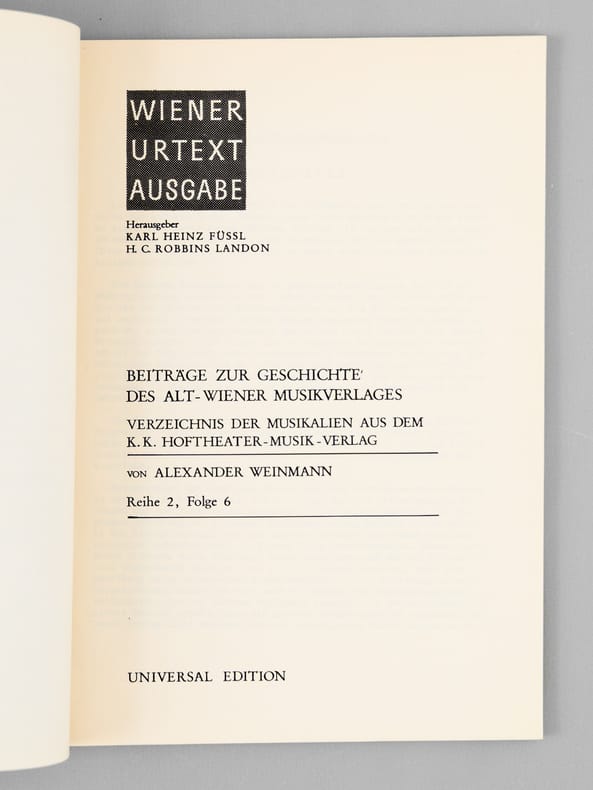 WIENER
URTEXT
AUSGABE
Herausgeber
KARL HEINZ FÜSSL
H. C. ROBBINS LANDON
BEITRÄGE ZUR GESCHICHTE
DES ALT-WIENER MUSIKVERLAGES
VERZEICHNIS DER MUSIKALIEN AUS DEM
K. K. HOFTHEATER-MUSIK-VERLAG
VON ALEXANDER WEINMANN
Reihe 2, Folge 6
UNIVERSAL EDITION